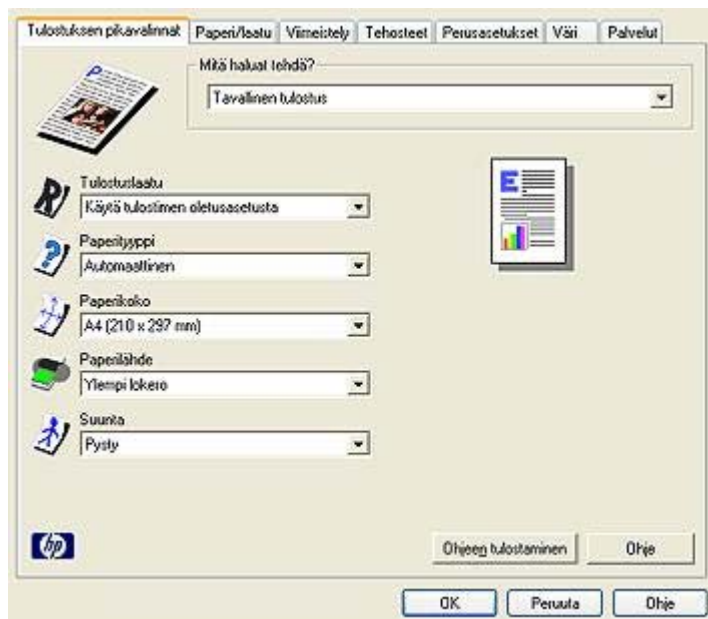 Tulostuksen pikavalinnat Paperi/laatu Viimeistely Tehosteet Perusasetukset Väri Palvelut
Mitä haluat tehdä?
Tavallinen tulostus
Tulostuslaatu
Käytä tulostimen oletusasetusta
Paperityyppi
Automaattinen
Paperikoko
A4 (210 x 297 mm)
Paperilähde
Ylempi lokero
Suunta
Pysty
hp
Ohjeen tulostaminen Ohje
OK Peruuta Ohje